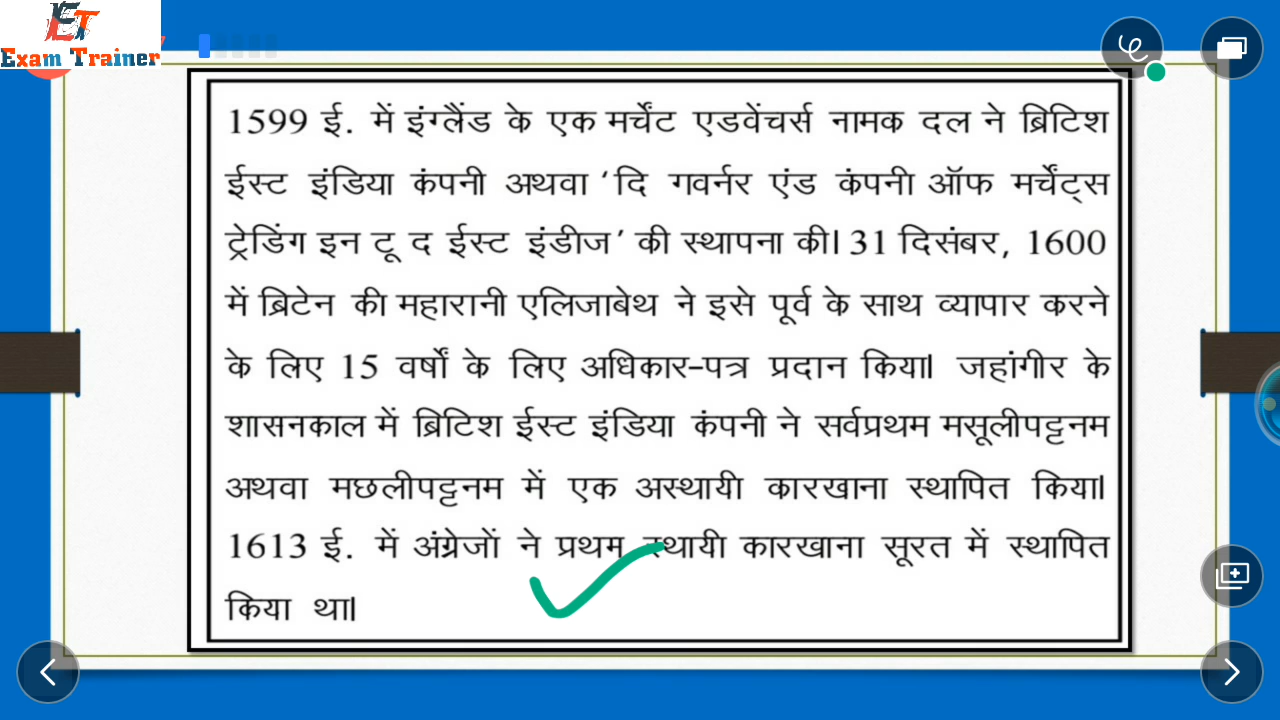 ET
Exam Trainer
1599 ई. में इंग्लैंड के एक मर्चेंट एडवेंचर्स नामक दल ने ब्रिटिश
ईस्ट इंडिया कंपनी अथवा ‘दि गवर्नर एंड कंपनी ऑफ मर्चेंट्स
ट्रेडिंग इन टू द ईस्ट इंडीज’ की स्थापना की। 31 दिसंबर, 1600
में ब्रिटेन की महारानी एलिजाबेथ ने इसे पूर्व के साथ व्यापार करने
के लिए 15 वर्षों के लिए अधिकार-पत्र प्रदान किया। जहांगीर के
शासनकाल में ब्रिटिश ईस्ट इंडिया कंपनी ने सर्वप्रथम मसूलीपट्टनम
अथवा मछलीपट्टनम में एक अस्थायी कारखाना स्थापित किया।
1613 ई. में अंग्रेजों ने प्रथम स्थायी कारखाना सूरत में स्थापित
किया था।